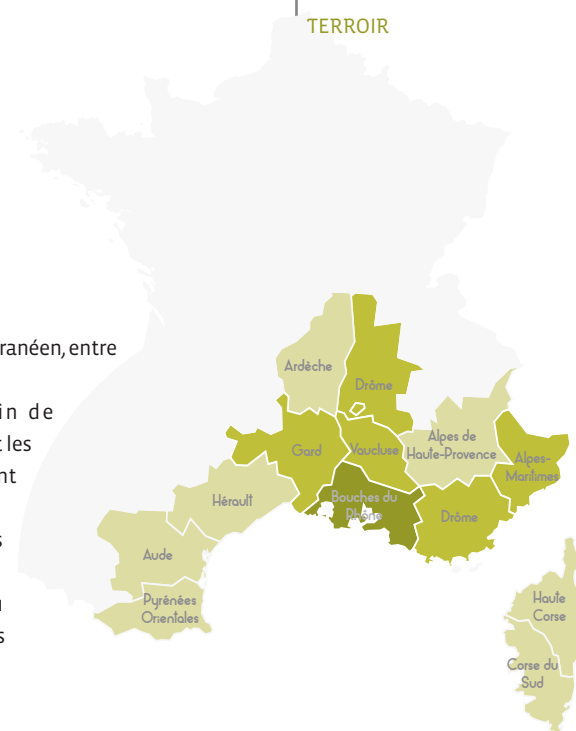 TERROIR
ranéen, entre
in de
t les
nt
s
s
Ardèche
Drôme
Gard
Vaucluse
Alpes de
Haute-Provence
Alpes-
Maritimes
Hérault
Bouches du
Rhône
Drôme
Aude
Pyrénées
Orientales
Haute
Corse
Corse du
Sud